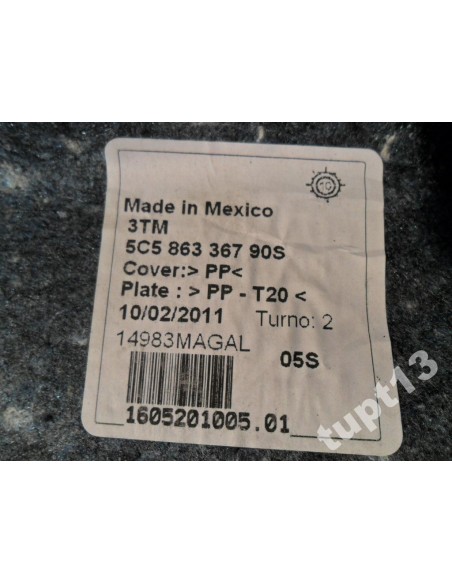 Made in Mexico
3TM
5C5 863 367 90S
Cover:> PP<
Plate : > PP - T20 <
10/02/2011 Turno: 2
14983MAGAL
05S
1605201005.01
tupt13